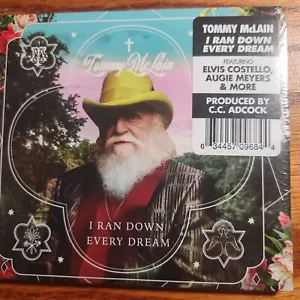 TOMMY McLAIN
I RAN DOWN
EVERY DREAM
FEATURING
ELVIS COSTELLO,
AUGIE MEYERS
& MORE
PRODUCED BY
C.C. ADCOCK
6 34457 09684 4
Tommy McLain
I RAN DOWN
EVERY DREAM